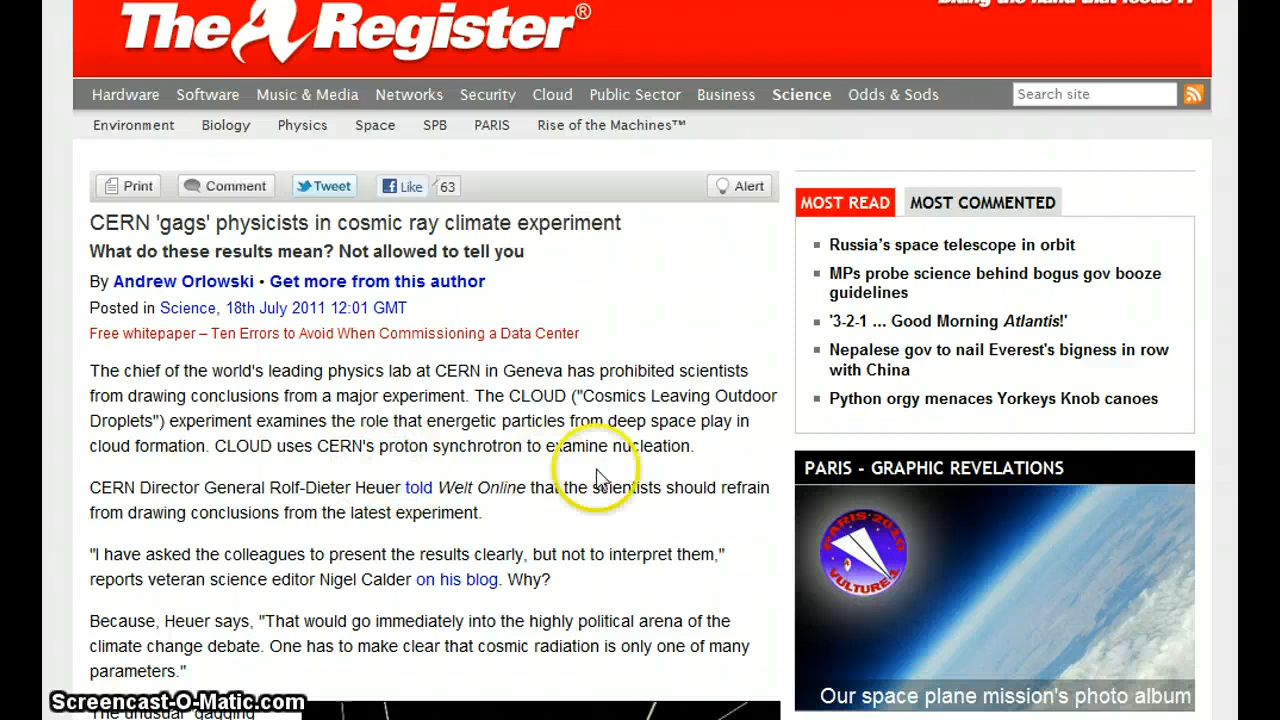 The Register®
Biting the hand that feeds IT
Hardware Software Music & Media Networks Security Cloud Public Sector Business Science Odds & Sods
Search site
Environment Biology Physics Space SPB PARIS Rise of the Machines™
Print Comment Tweet Like 63 Alert
CERN 'gags' physicists in cosmic ray climate experiment
What do these results mean? Not allowed to tell you
By Andrew Orlowski • Get more from this author
Posted in Science, 18th July 2011 12:01 GMT
Free whitepaper – Ten Errors to Avoid When Commissioning a Data Center
The chief of the world's leading physics lab at CERN in Geneva has prohibited scientists
from drawing conclusions from a major experiment. The CLOUD ("Cosmics Leaving Outdoor
Droplets") experiment examines the role that energetic particles from deep space play in
cloud formation. CLOUD uses CERN's proton synchrotron to examine nucleation.
CERN Director General Rolf-Dieter Heuer told Welt Online that the scientists should refrain
from drawing conclusions from the latest experiment.
"I have asked the colleagues to present the results clearly, but not to interpret them,"
reports veteran science editor Nigel Calder on his blog. Why?
Because, Heuer says, "That would go immediately into the highly political arena of the
climate change debate. One has to make clear that cosmic radiation is only one of many
parameters."
The unusual "gagging
MOST READ MOST COMMENTED
Russia's space telescope in orbit
MPs probe science behind bogus gov booze
guidelines
'3-2-1 ... Good Morning Atlantis!'
Nepalese gov to nail Everest's bigness in row
with China
Python orgy menaces Yorkeys Knob canoes
PARIS - GRAPHIC REVELATIONS
PARIS 2010
VULTURE 1
Our space plane mission's photo album
Screencast-O-Matic.com